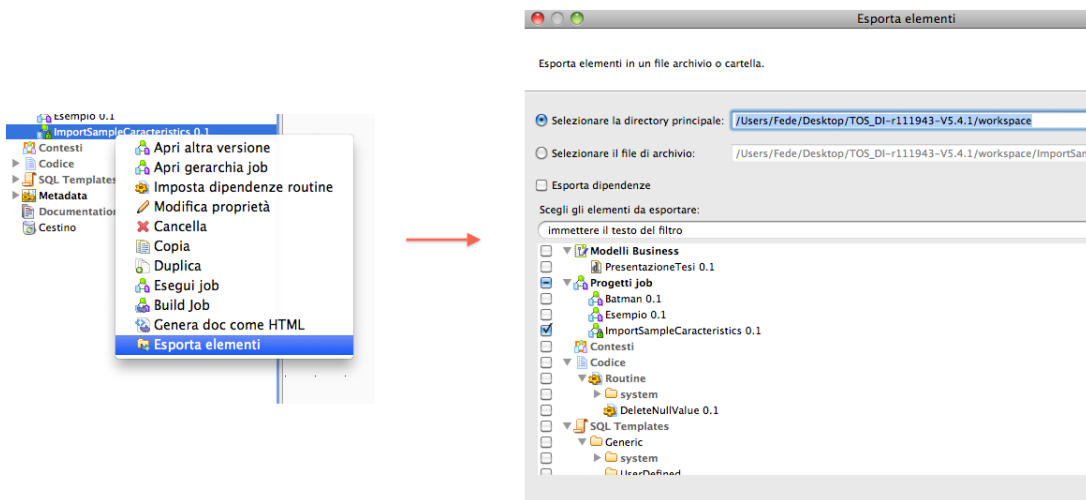 Esempio 0.1
ImportSampleCaracteristics 0.1
Contesti
Codice
SQL Templates
Metadata
Documentation
Cestino
Apri altra versione
Apri gerarchia job
Imposta dipendenze routine
Modifica proprietà
Cancella
Copia
Duplica
Esegui job
Build Job
Genera doc come HTML
Esporta elementi
Esporta elementi
Esporta elementi in un file archivio o cartella.
Selezionare la directory principale: /Users/Fede/Desktop/TOS_DI-r111943-V5.4.1/workspace
Selezionare il file di archivio: /Users/Fede/Desktop/TOS_DI-r111943-V5.4.1/workspace/ImportSam
Esporta dipendenze
Scegli gli elementi da esportare:
immettere il testo del filtro
Modelli Business
PresentazioneTesi 0.1
Progetti job
Batman 0.1
Esempio 0.1
ImportSampleCaracteristics 0.1
Contesti
Codice
Routine
system
DeleteNullValue 0.1
SQL Templates
Generic
system
UserDefined